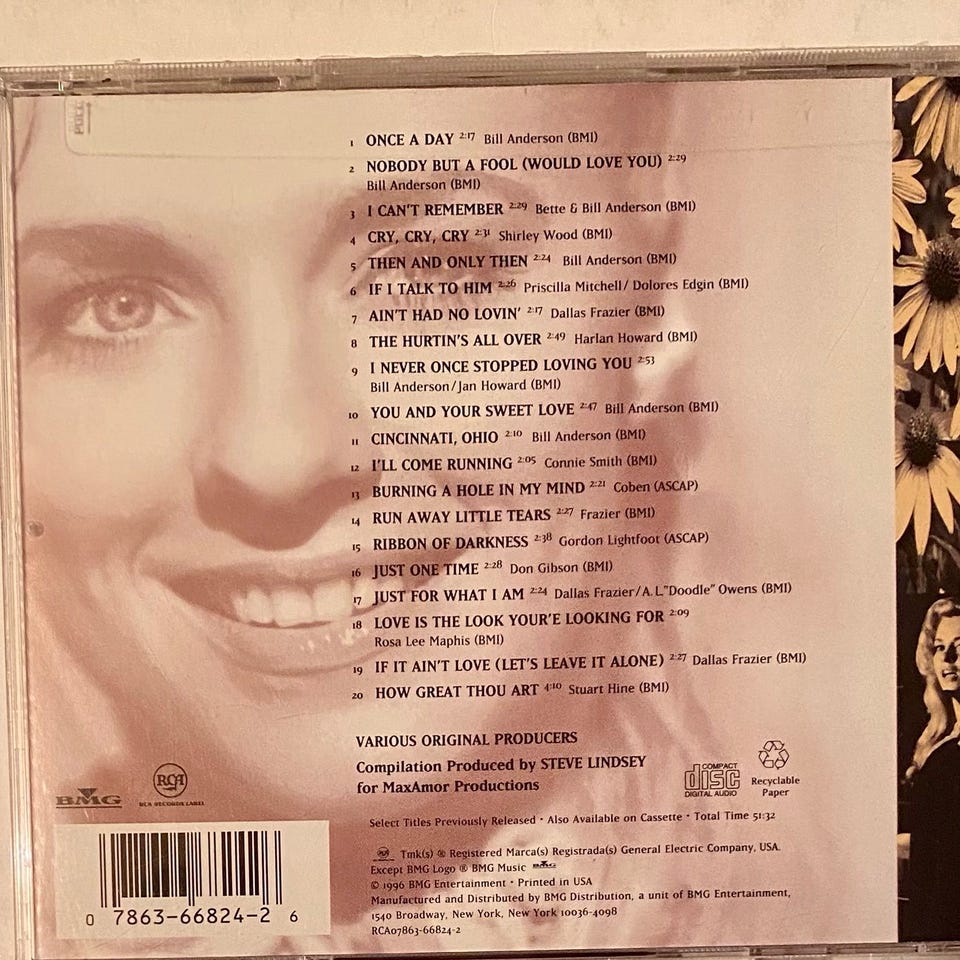 PULL
1 ONCE A DAY 2:17 Bill Anderson (BMI)
2 NOBODY BUT A FOOL (WOULD LOVE YOU) 2:29
Bill Anderson (BMI)
3 I CAN'T REMEMBER 2:29 Bette & Bill Anderson (BMI)
4 CRY, CRY, CRY 2:31 Shirley Wood (BMI)
5 THEN AND ONLY THEN 2:24 Bill Anderson (BMI)
6 IF I TALK TO HIM 2:26 Priscilla Mitchell/ Dolores Edgin (BMI)
7 AIN'T HAD NO LOVIN' 2:17 Dallas Frazier (BMI)
8 THE HURTIN'S ALL OVER 2:49 Harlan Howard (BMI)
9 I NEVER ONCE STOPPED LOVING YOU 2:53
Bill Anderson/Jan Howard (BMI)
10 YOU AND YOUR SWEET LOVE 2:47 Bill Anderson (BMI)
11 CINCINNATI, OHIO 2:10 Bill Anderson (BMI)
12 I'LL COME RUNNING 2:05 Connie Smith (BMI)
13 BURNING A HOLE IN MY MIND 2:21 Coben (ASCAP)
14 RUN AWAY LITTLE TEARS 2:27 Frazier (BMI)
15 RIBBON OF DARKNESS 2:38 Gordon Lightfoot (ASCAP)
16 JUST ONE TIME 2:28 Don Gibson (BMI)
17 JUST FOR WHAT I AM 2:24 Dallas Frazier/A.L."Doodle" Owens (BMI)
18 LOVE IS THE LOOK YOUR'E LOOKING FOR 2:09
Rosa Lee Maphis (BMI)
19 IF IT AIN'T LOVE (LET'S LEAVE IT ALONE) 2:27 Dallas Frazier (BMI)
20 HOW GREAT THOU ART 4:10 Stuart Hine (BMI)
VARIOUS ORIGINAL PRODUCERS
Compilation Produced by STEVE LINDSEY
for MaxAmor Productions
BMG
RCA
RCA RECORDS LABEL
COMPACT
disc
DIGITAL AUDIO
Recyclable
Paper
Select Titles Previously Released • Also Available on Cassette • Total Time 51:32
RCA Tmk(s) ® Registered Marca(s) Registrada(s) General Electric Company, USA.
Except BMG Logo ® BMG Music BMG
© 1996 BMG Entertainment • Printed in USA
Manufactured and Distributed by BMG Distribution, a unit of BMG Entertainment,
1540 Broadway, New York, New York 10036-4098
RCA07863-66824-2
0 7863-66824-2 6